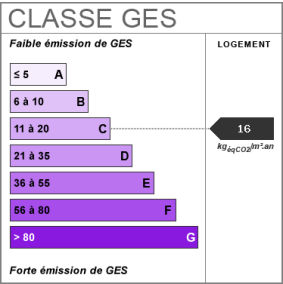 CLASSE GES
Faible émission de GES
LOGEMENT
≤ 5 A
6 à 10 B
11 à 20 C
16
kgéqCO2/m².an
21 à 35 D
36 à 55 E
56 à 80 F
> 80 G
Forte émission de GES